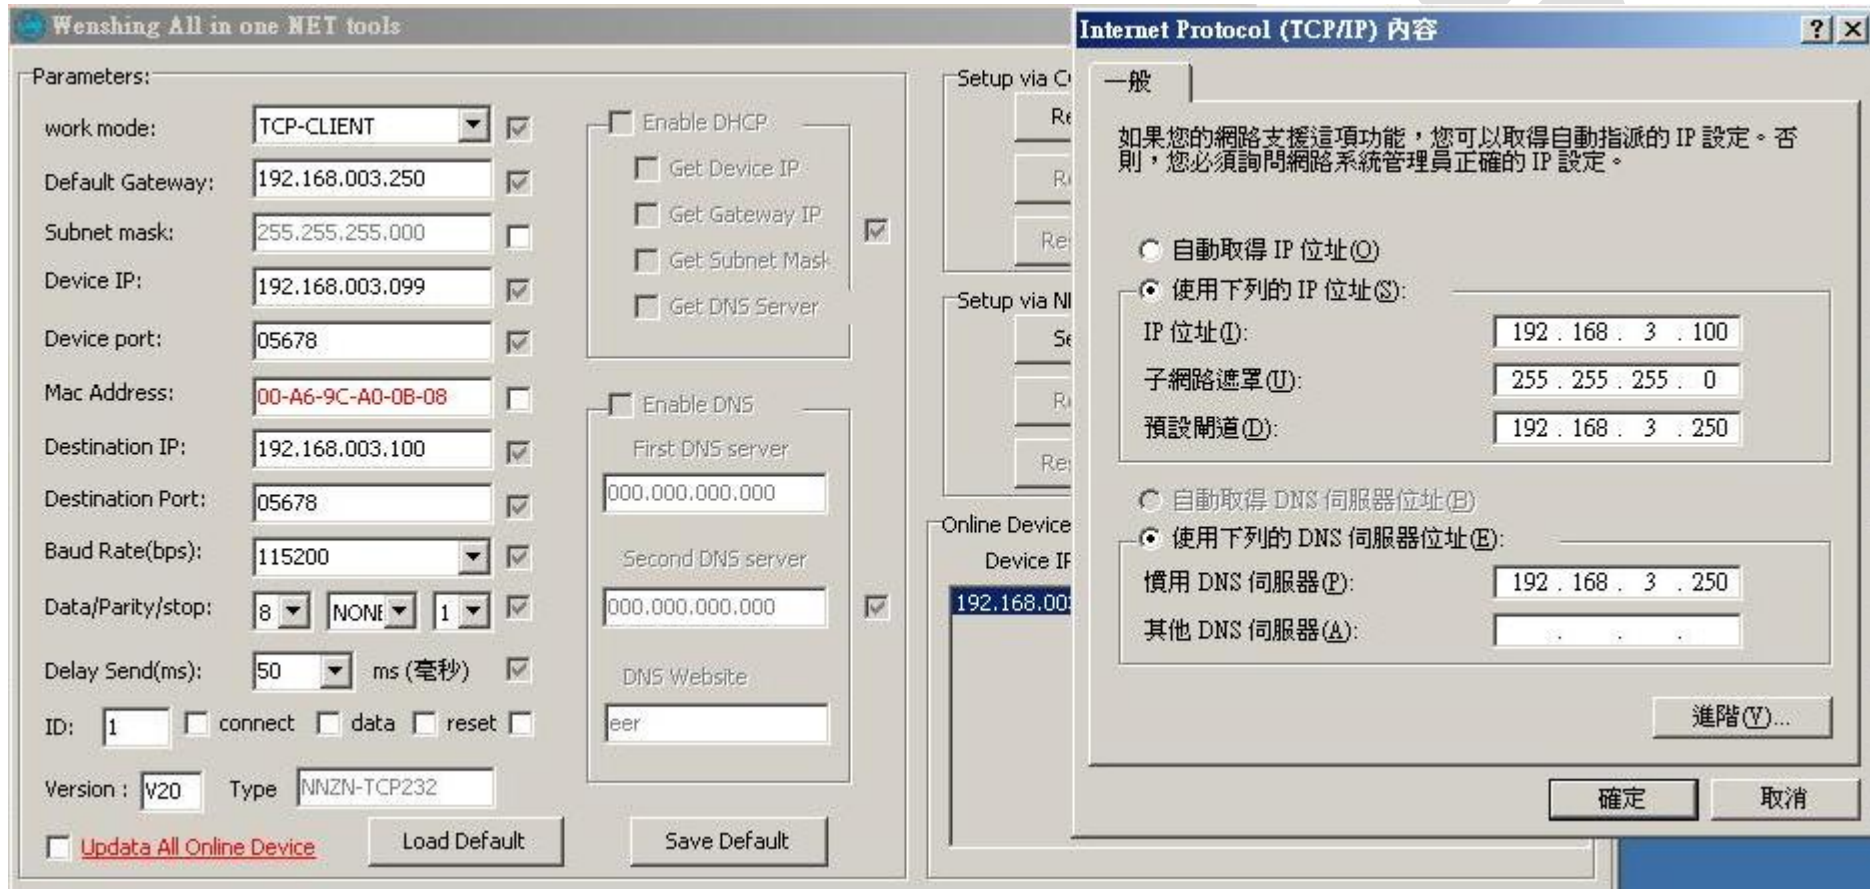 Wenshing All in one NET tools
Parameters:
work mode:
TCP-CLIENT
Default Gateway:
192.168.003.250
Subnet mask:
255.255.255.000
Device IP:
192.168.003.099
Device port:
05678
Mac Address:
00-A6-9C-A0-0B-08
Destination IP:
192.168.003.100
Destination Port:
05678
Baud Rate(bps):
115200
Data/Parity/stop:
8
NONE
1
Delay Send(ms):
50
ms (毫秒)
ID:
1
connect
data
reset
Version :
V20
Type
NNZN-TCP232
Updata All Online Device
Load Default
Save Default
Enable DHCP
Get Device IP
Get Gateway IP
Get Subnet Mask
Get DNS Server
Enable DNS
First DNS server
000.000.000.000
Second DNS server
000.000.000.000
DNS Website
eer
Setup via C
Re
R
Re
Setup via N
Se
R
Re
Online Device
Device IP
192.168.00
Internet Protocol (TCP/IP) 內容
一般
如果您的網路支援這項功能，您可以取得自動指派的 IP 設定。否
則，您必須詢問網路系統管理員正確的 IP 設定。
自動取得 IP 位址(O)
使用下列的 IP 位址(S):
IP 位址(I):
192 . 168 . 3 . 100
子網路遮罩(U):
255 . 255 . 255 . 0
預設閘道(D):
192 . 168 . 3 . 250
自動取得 DNS 伺服器位址(B)
使用下列的 DNS 伺服器位址(E):
慣用 DNS 伺服器(P):
192 . 168 . 3 . 250
其他 DNS 伺服器(A):
. . .
進階(V)...
確定
取消